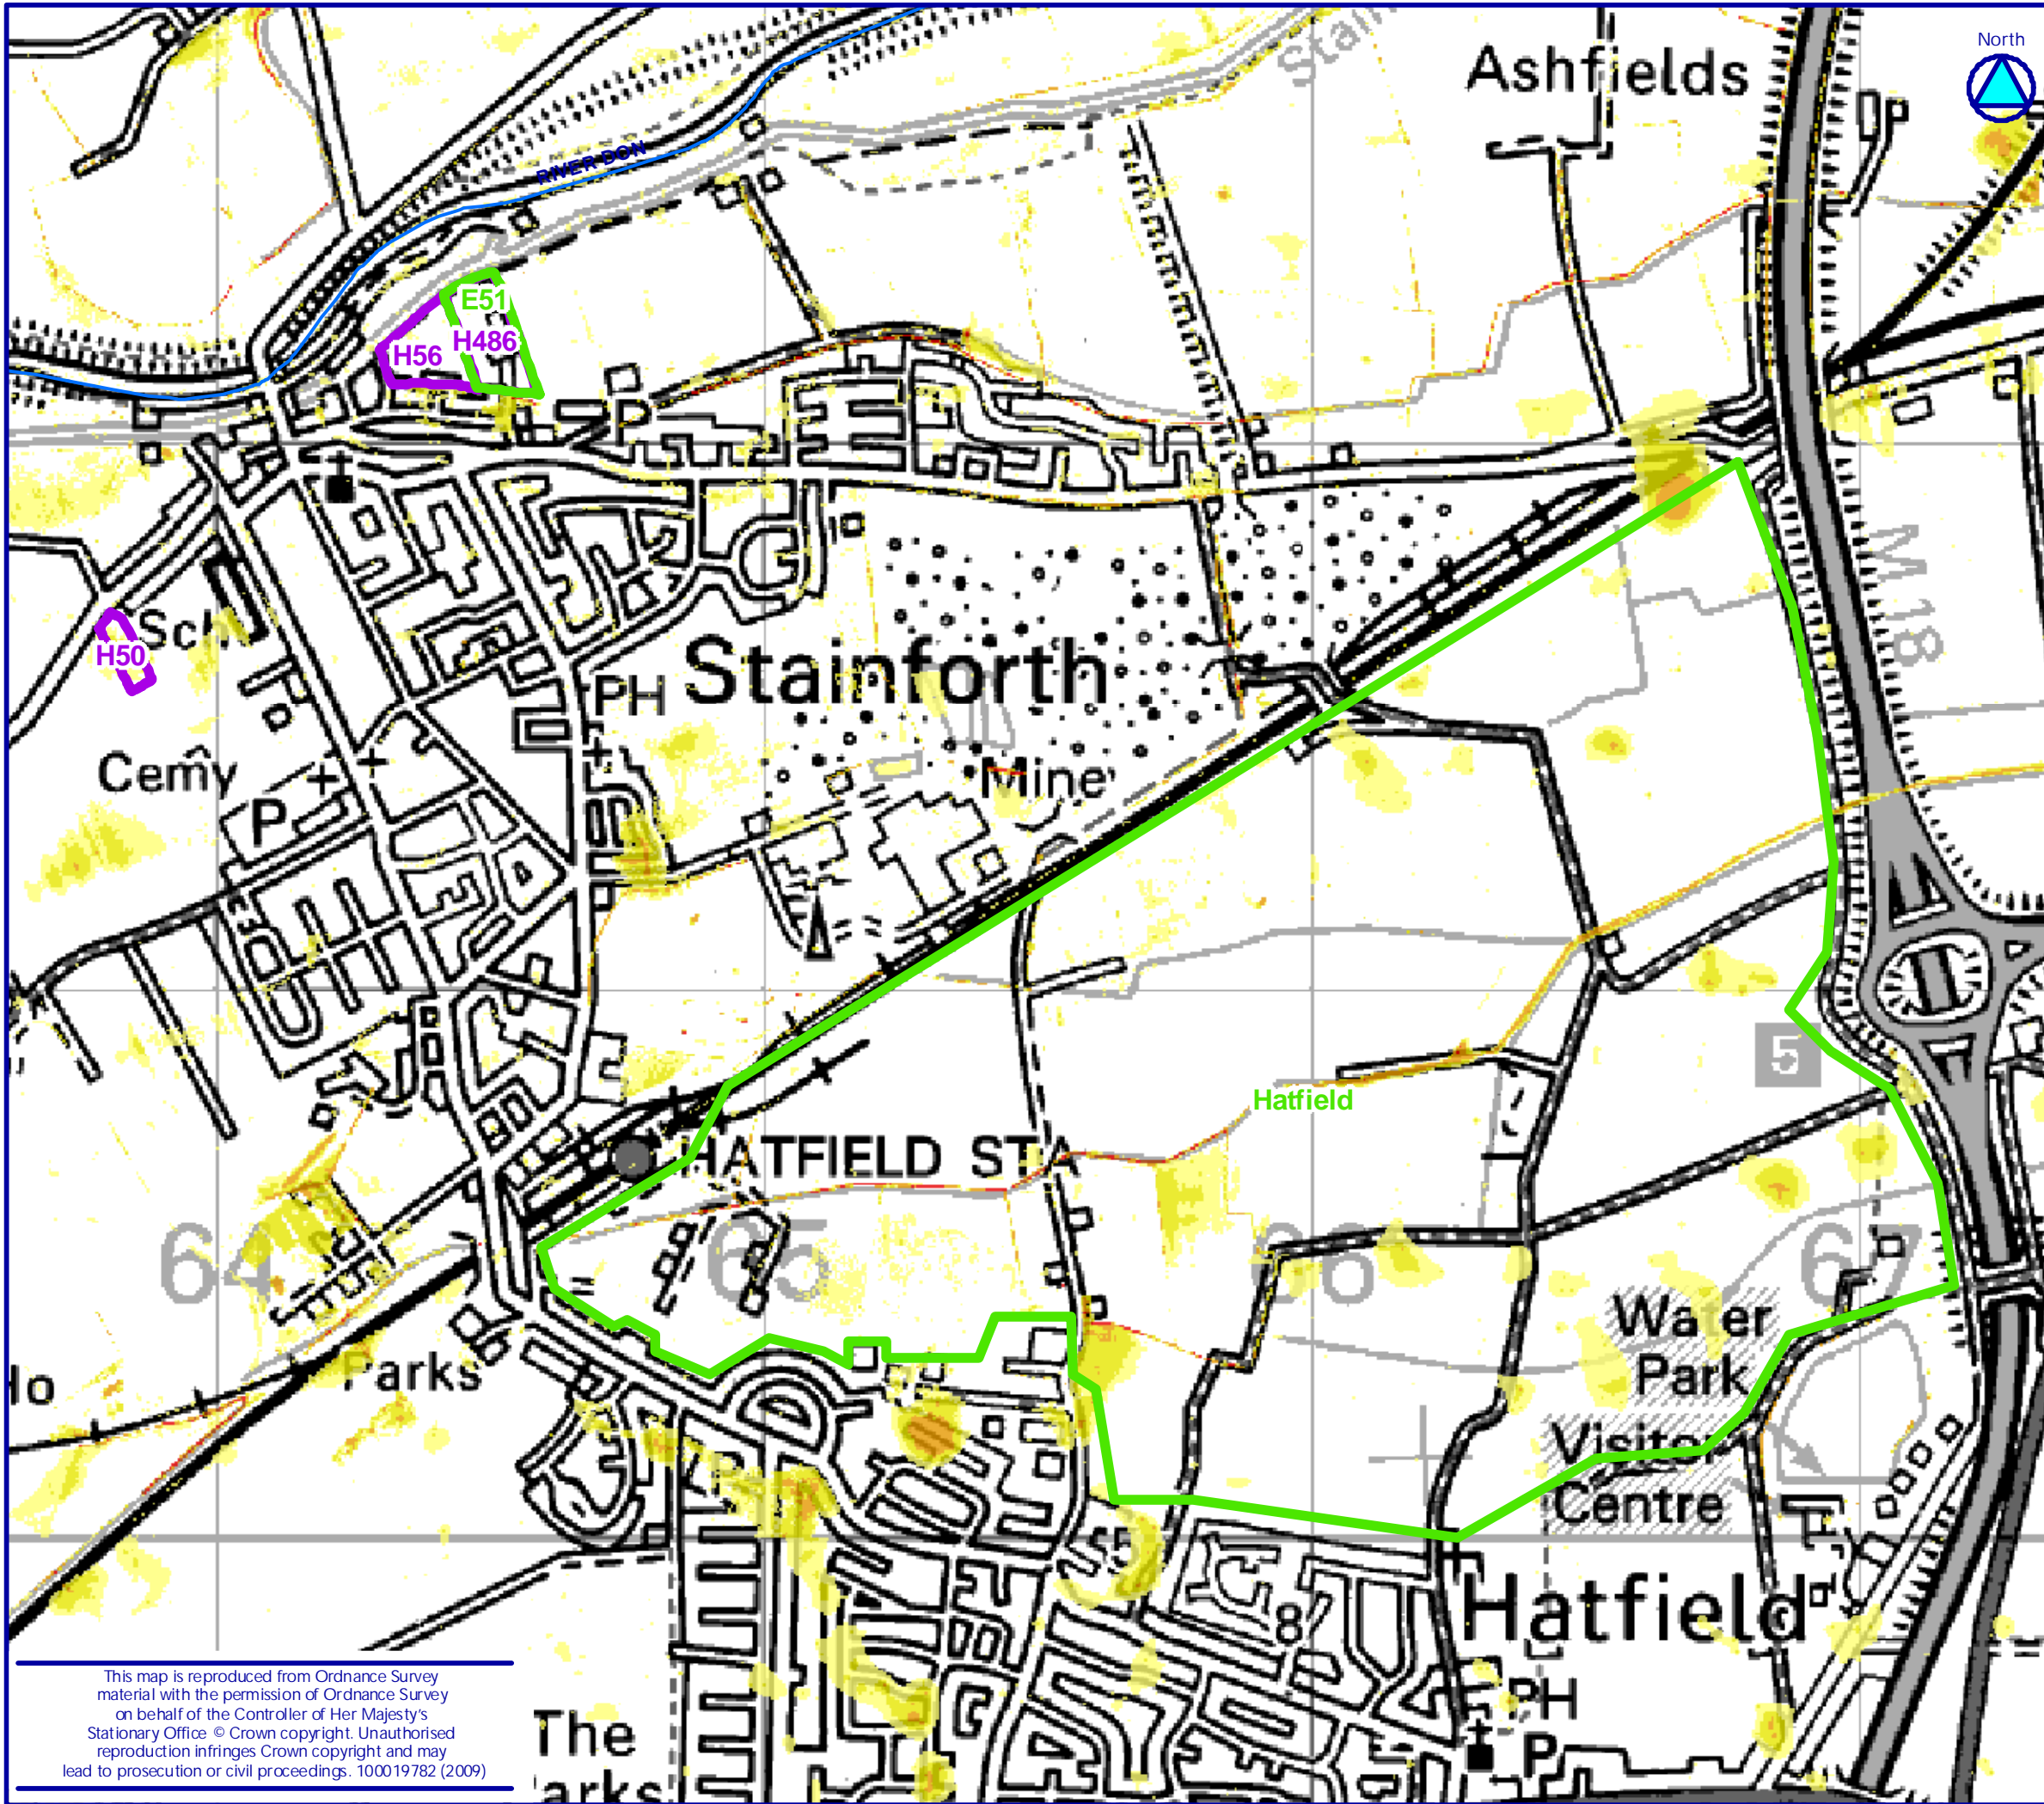 North
Ashfields
Stain
RIVER DON
E51
H486
H56
M18
Sch
H50
PH
Stainforth
Mine
Cemy
P
5
Hatfield
HATFIELD STA
64
65
66
67
Water
Park
Parks
Visitor
Centre
Hatfield
8
PH
P
The
arks
This map is reproduced from Ordnance Survey
material with the permission of Ordnance Survey
on behalf of the Controller of Her Majesty's
Stationary Office © Crown copyright. Unauthorised
reproduction infringes Crown copyright and may
lead to prosecution or civil proceedings. 100019782 (2009)